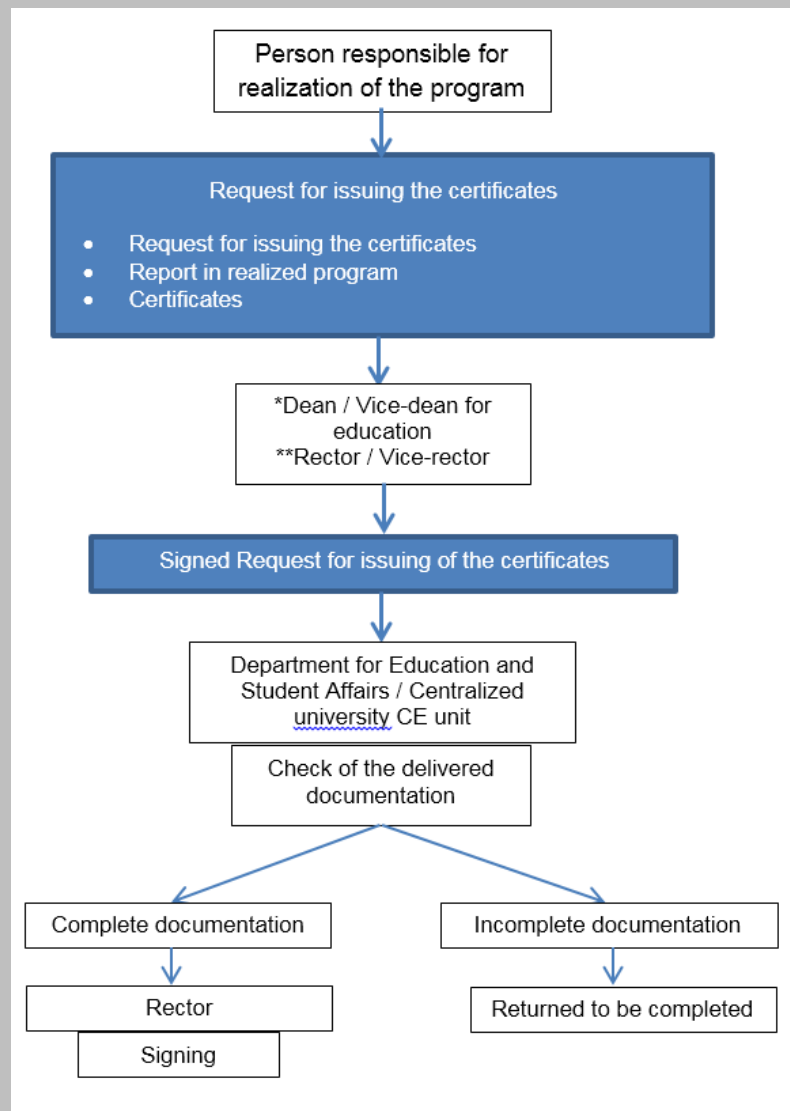 Person responsible for
realization of the program
Request for issuing the certificates
• Request for issuing the certificates
• Report in realized program
• Certificates
*Dean / Vice-dean for
education
**Rector / Vice-rector
Signed Request for issuing of the certificates
Department for Education and
Student Affairs / Centralized
university CE unit
Check of the delivered
documentation
Complete documentation
Incomplete documentation
Rector
Returned to be completed
Signing